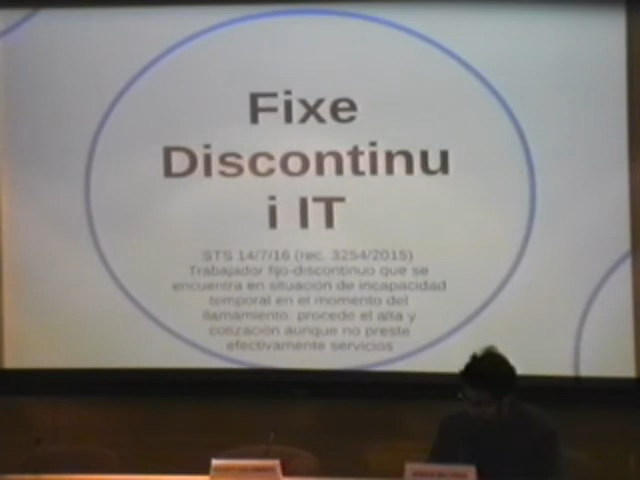 Fixe
Discontinu
i IT
STS 14/7/16 (rec. 3254/2015)
Trabajador fijo-discontinuo que se
encuentra en situación de incapacidad
temporal en el momento del
llamamiento: procede el alta y
cotización aunque no preste
efectivamente servicios